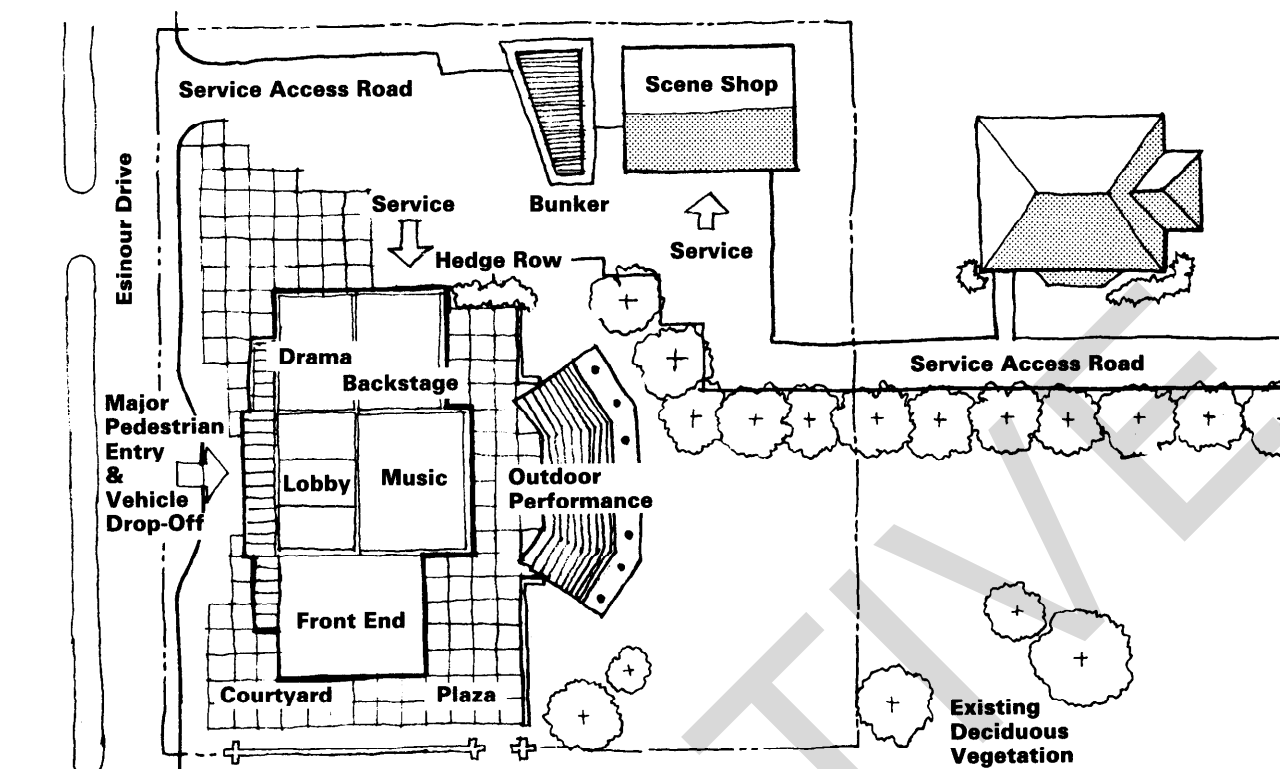 Service Access Road
Scene Shop
Esinour Drive
Service
Bunker
Service
Hedge Row
Drama
Backstage
Service Access Road
Major
Pedestrian
Entry
&
Vehicle
Drop-Off
Lobby
Music
Outdoor
Performance
Front End
Courtyard
Plaza
Existing
Deciduous
Vegetation
TIVE